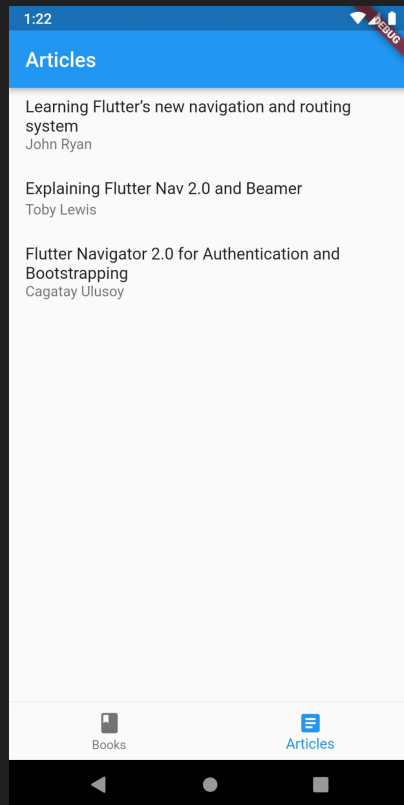 1:22
DEBUG
Articles
Learning Flutter’s new navigation and routing
system
John Ryan
Explaining Flutter Nav 2.0 and Beamer
Toby Lewis
Flutter Navigator 2.0 for Authentication and
Bootstrapping
Cagatay Ulusoy
Books
Articles